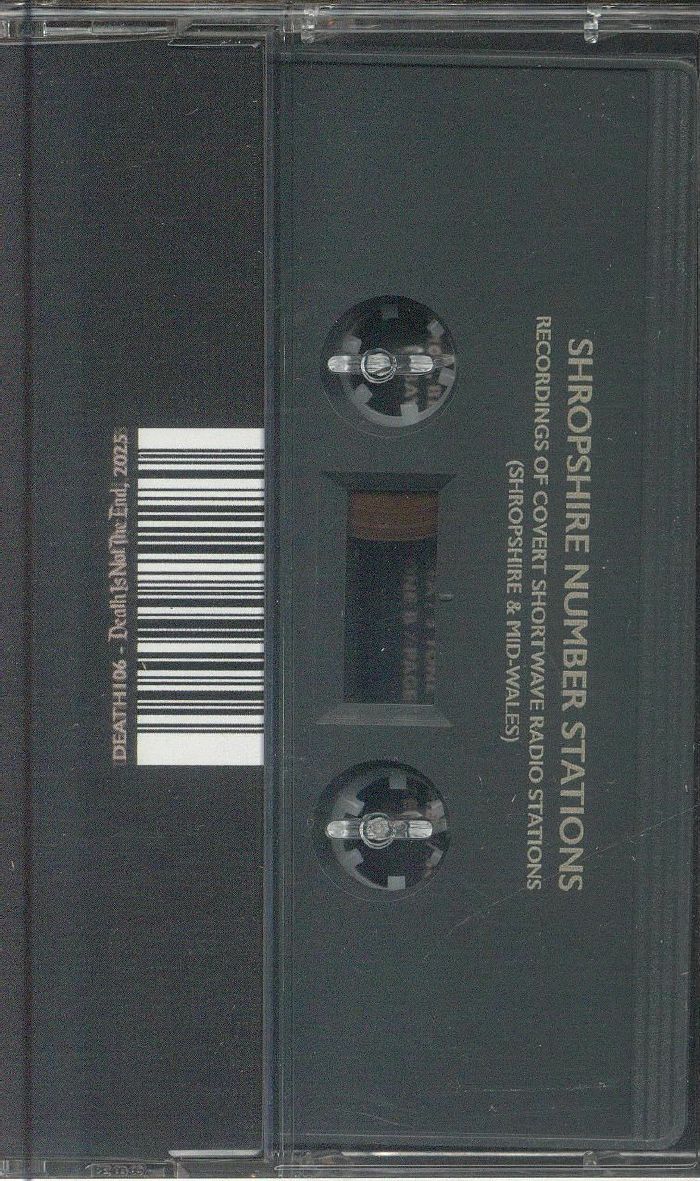 SHROPSHIRE NUMBER STATIONS
RECORDINGS OF COVERT SHORTWAVE RADIO STATIONS
(SHROPSHIRE & MID-WALES)
DEATH106 - Death Is Not The End, 2025